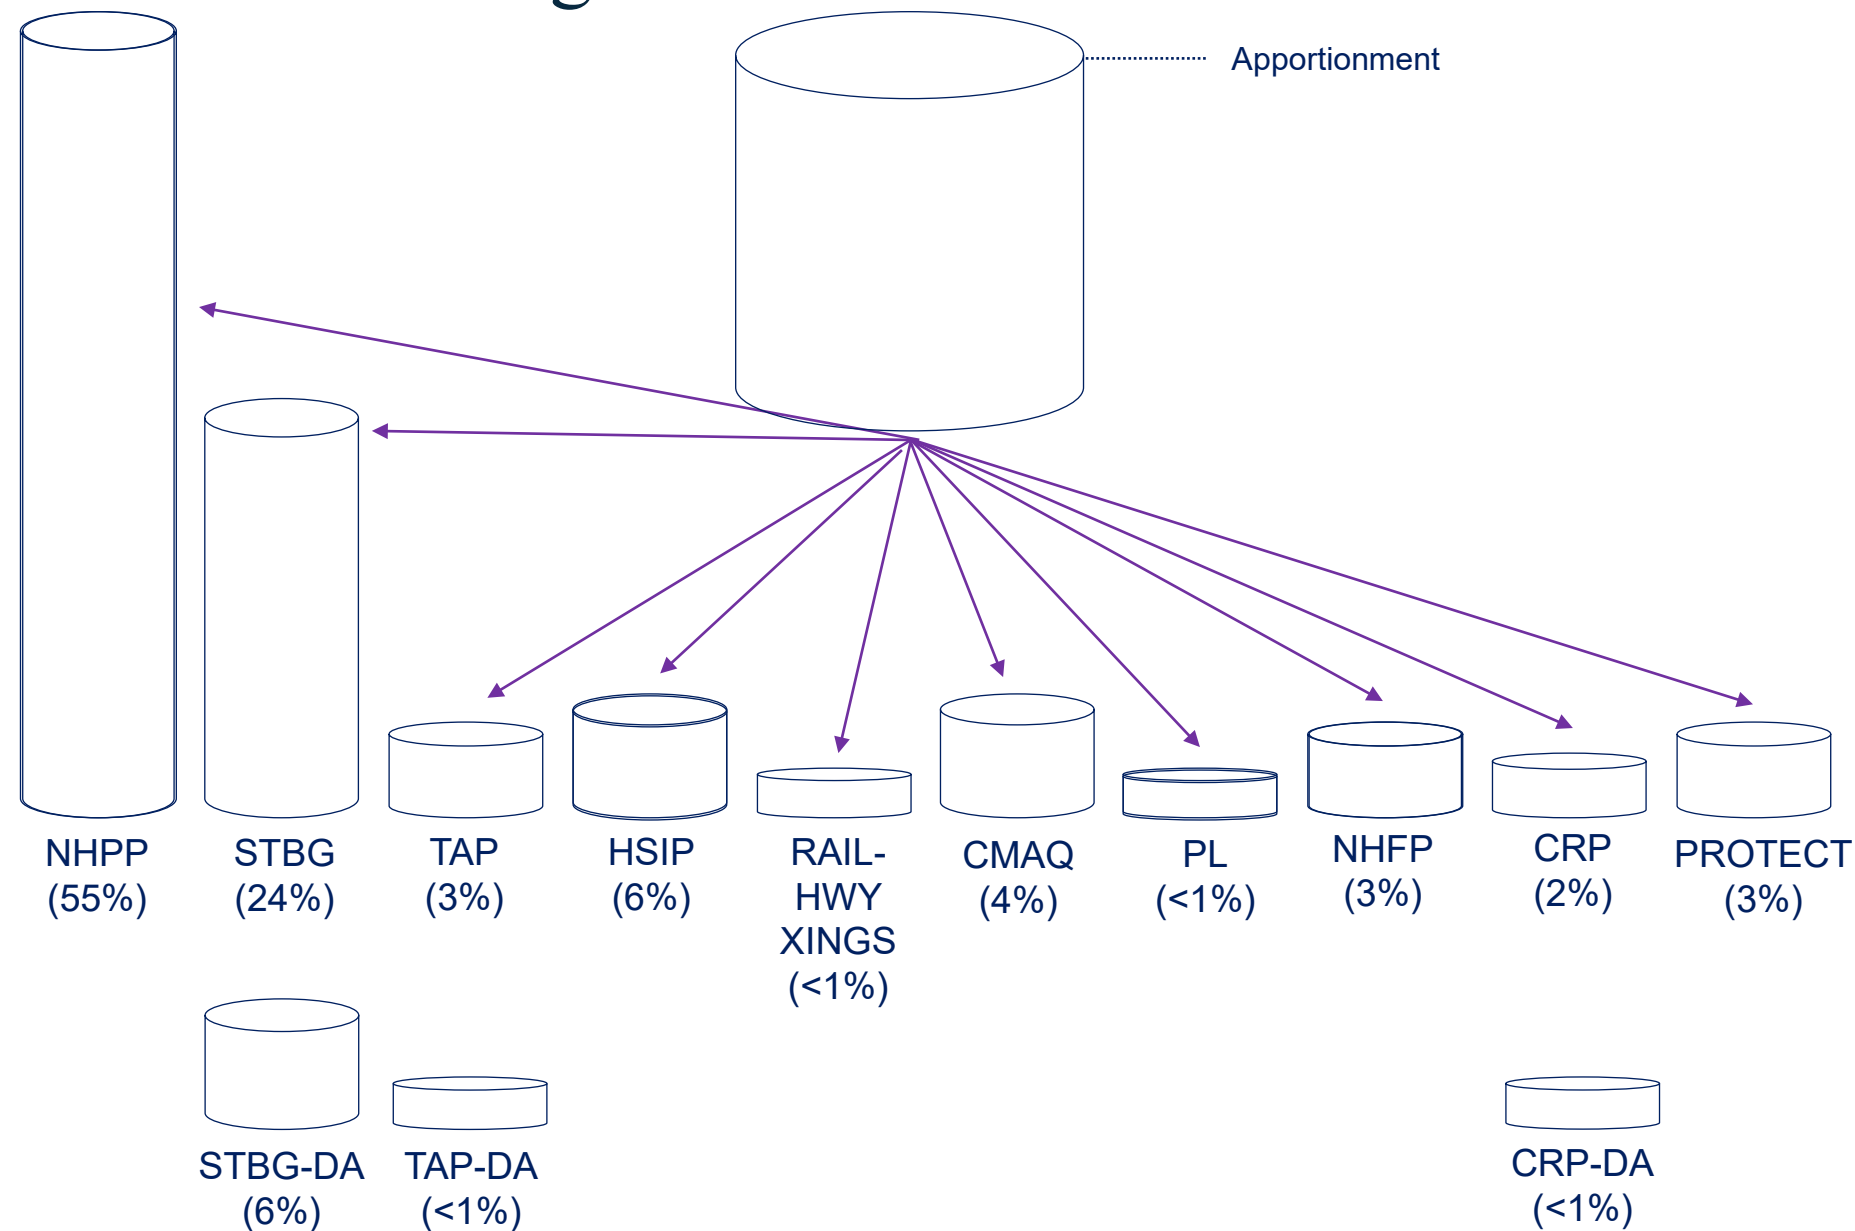 Apportionment
NHPP
(55%)
STBG
(24%)
TAP
(3%)
HSIP
(6%)
RAIL-
HWY
XINGS
(<1%)
CMAQ
(4%)
PL
(<1%)
NHFP
(3%)
CRP
(2%)
PROTECT
(3%)
STBG-DA
(6%)
TAP-DA
(<1%)
CRP-DA
(<1%)